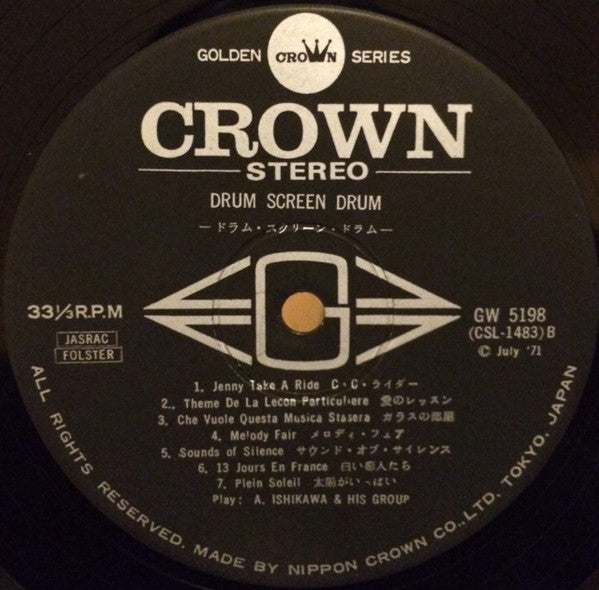 GOLDEN CROWN SERIES
CROWN
STEREO
DRUM SCREEN DRUM
—ドラム・スクリーン・ドラム—
G
33⅓R.P.M
JASRAC
FOLSTER
GW 5198
(CSL-1483)B
© July '71
1. Jenny Take A Ride C・C・ライダー
2.. Theme De La Lecon Particuliere 愛のレッスン
3. Che Vuole Questa Musica Stasera ガラスの部屋
4. Melody Fair メロディ・フェア
5. Sounds of Silence サウンド・オブ・サイレンス
6. 13 Jours En France 白い恋人たち
7. Plein Soleil 太陽がいっぱい
Play: A. ISHIKAWA & HIS GROUP
ALL RIGHTS RESERVED. MADE BY NIPPON CROWN CO.,LTD. TOKYO, JAPAN